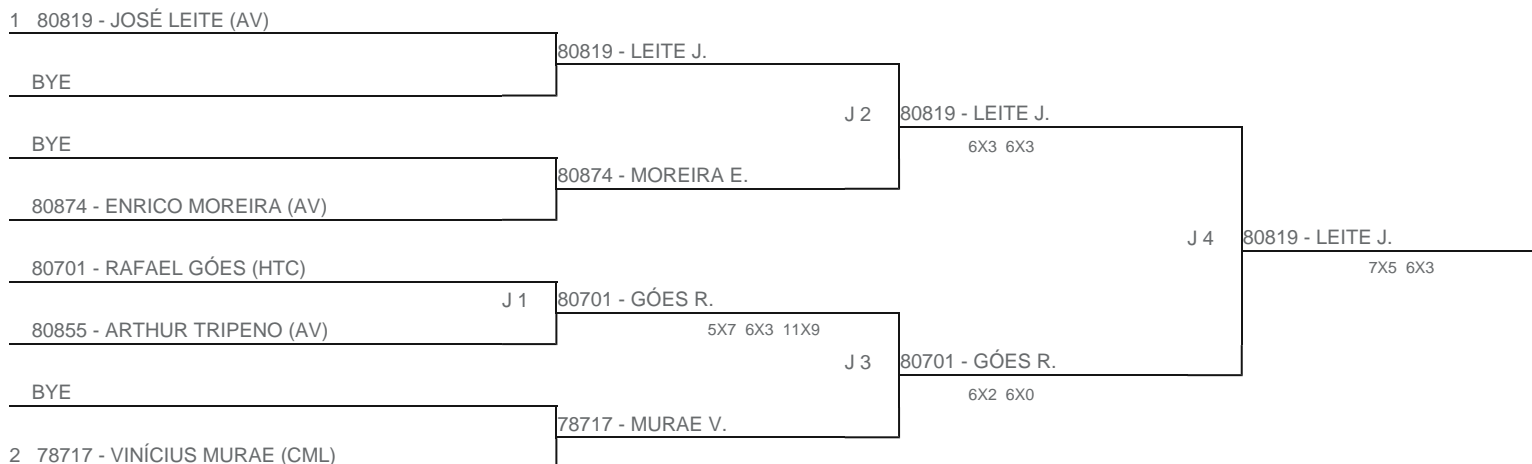 1 80819 - JOSÉ LEITE (AV)
80819 - LEITE J.
BYE
J 2
80819 - LEITE J.
6X3 6X3
BYE
80874 - MOREIRA E.
80874 - ENRICO MOREIRA (AV)
J 4
80819 - LEITE J.
7X5 6X3
80701 - RAFAEL GÓES (HTC)
J 1
80701 - GÓES R.
5X7 6X3 11X9
80855 - ARTHUR TRIPENO (AV)
J 3
80701 - GÓES R.
6X2 6X0
BYE
78717 - MURAE V.
2 78717 - VINÍCIUS MURAE (CML)